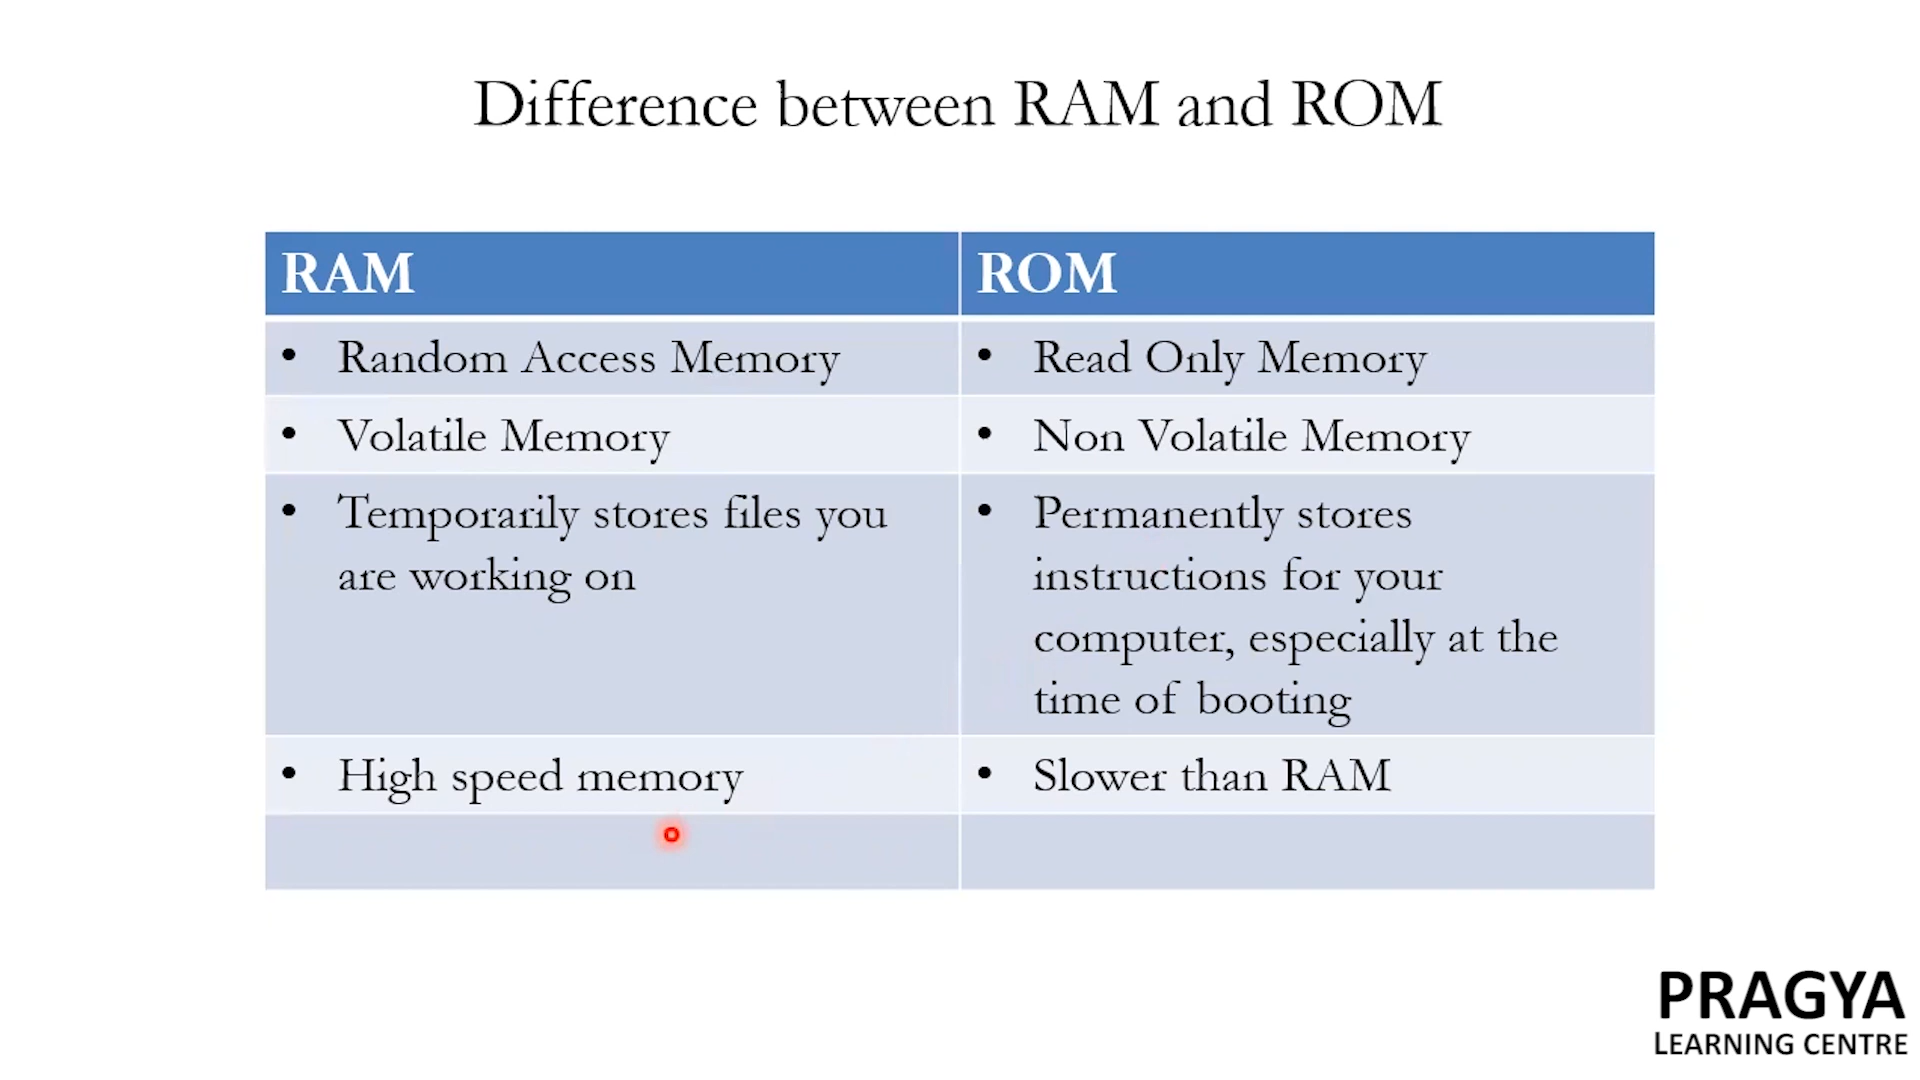 Difference between RAM and ROM
RAM
ROM
• Random Access Memory
• Read Only Memory
• Volatile Memory
• Non Volatile Memory
• Temporarily stores files you
are working on
• Permanently stores
instructions for your
computer, especially at the
time of booting
• High speed memory
• Slower than RAM
PRAGYA
LEARNING CENTRE